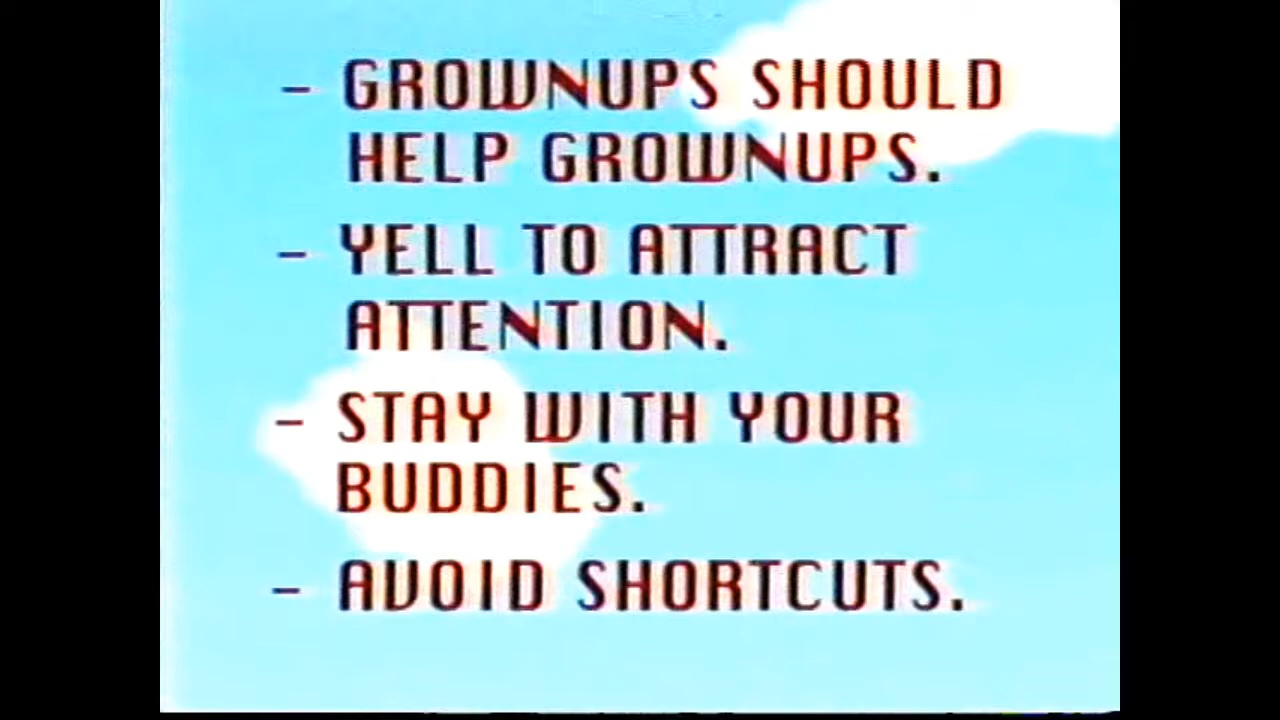 - GROWNUPS SHOULD
HELP GROWNUPS.
- YELL TO ATTRACT
ATTENTION.
- STAY WITH YOUR
BUDDIES.
- AVOID SHORTCUTS.